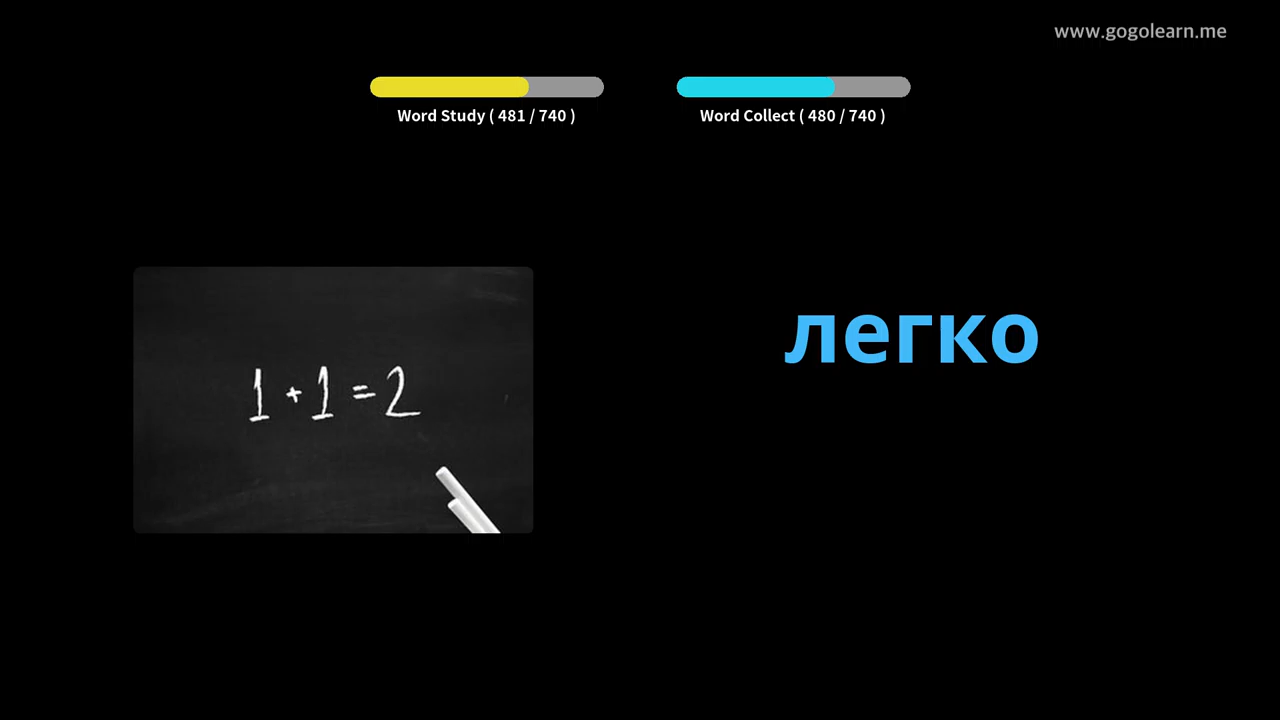 www.gogolearn.me
Word Study ( 481 / 740 )
Word Collect ( 480 / 740 )
легко
1 + 1 = 2